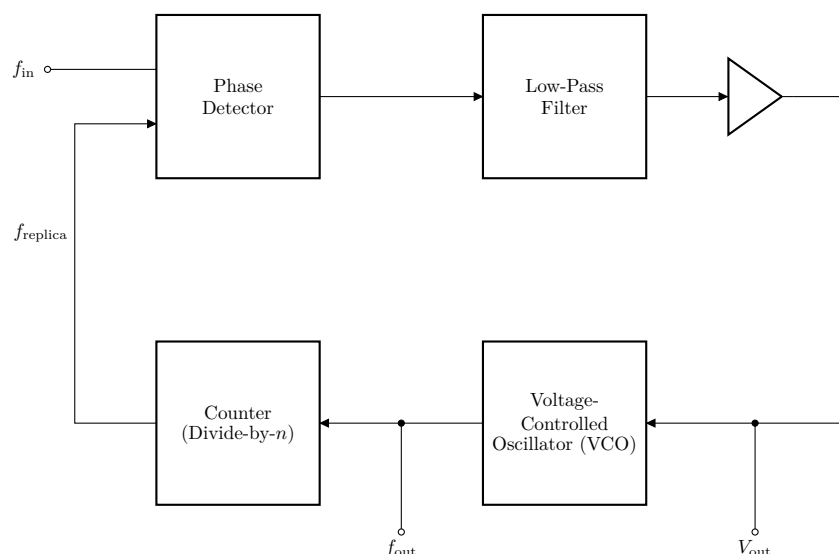 f_in
Phase
Detector
Low-Pass
Filter
f_replica
Counter
(Divide-by-n)
Voltage-
Controlled
Oscillator (VCO)
f_out
V_out